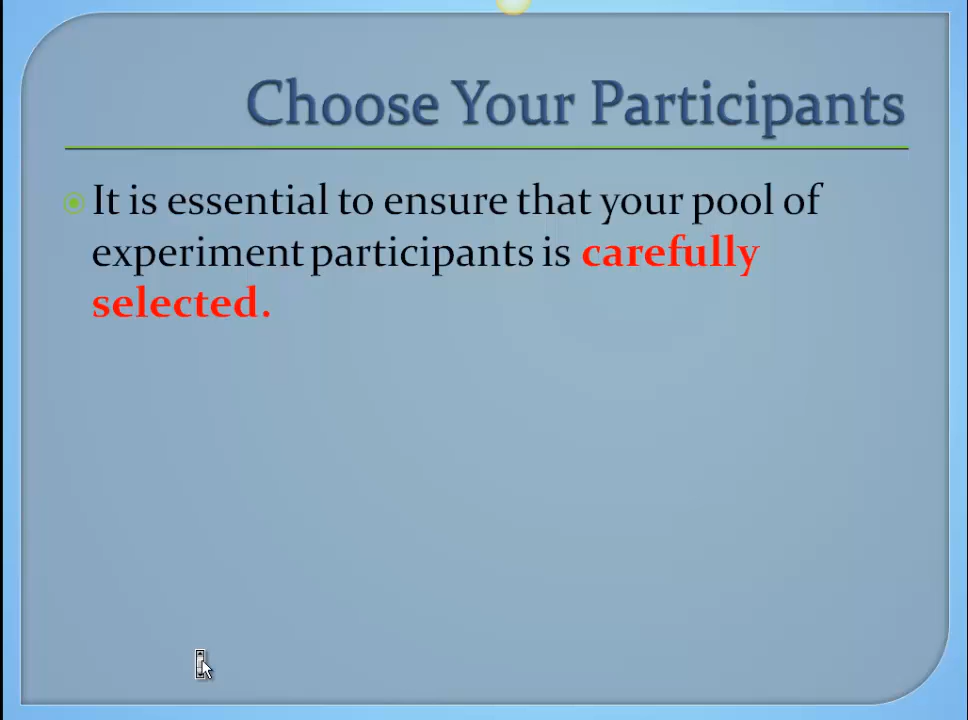 Choose Your Participants
It is essential to ensure that your pool of
experiment participants is carefully
selected.